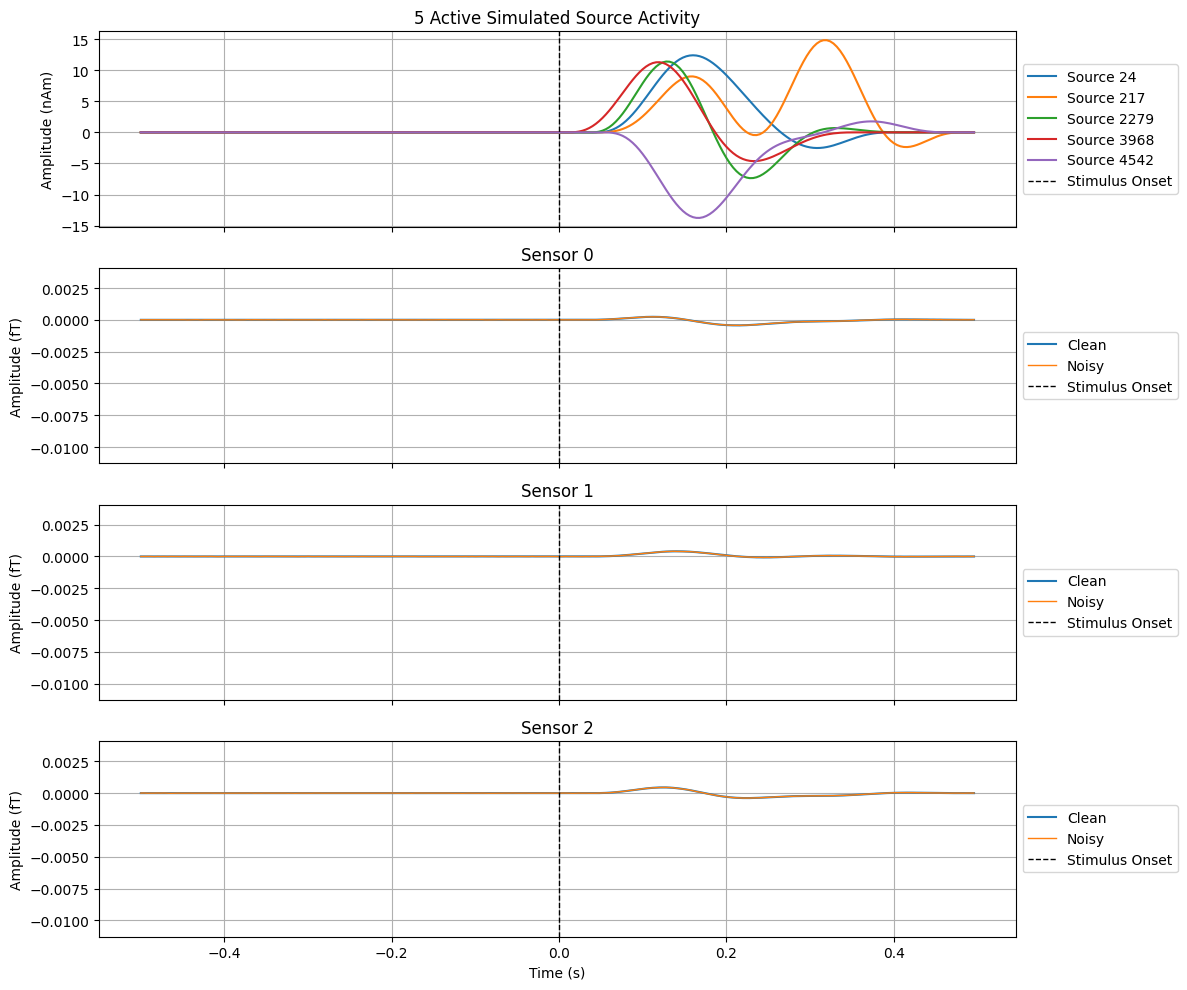 5 Active Simulated Source Activity
Amplitude (nAm)
15
10
5
0
−5
−10
−15
Source 24
Source 217
Source 2279
Source 3968
Source 4542
Stimulus Onset
Sensor 0
Amplitude (fT)
0.0025
0.0000
−0.0025
−0.0050
−0.0075
−0.0100
Clean
Noisy
Stimulus Onset
Sensor 1
Amplitude (fT)
0.0025
0.0000
−0.0025
−0.0050
−0.0075
−0.0100
Clean
Noisy
Stimulus Onset
Sensor 2
Amplitude (fT)
0.0025
0.0000
−0.0025
−0.0050
−0.0075
−0.0100
Clean
Noisy
Stimulus Onset
−0.4 −0.2 0.0 0.2 0.4
Time (s)